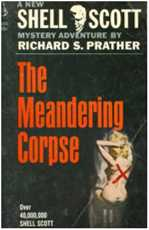 A NEW
SHELL SCOTT
MYSTERY ADVENTURE BY
RICHARD S. PRATHER
The
Meandering
Corpse
Over
40,000,000
SHELL SCOTT